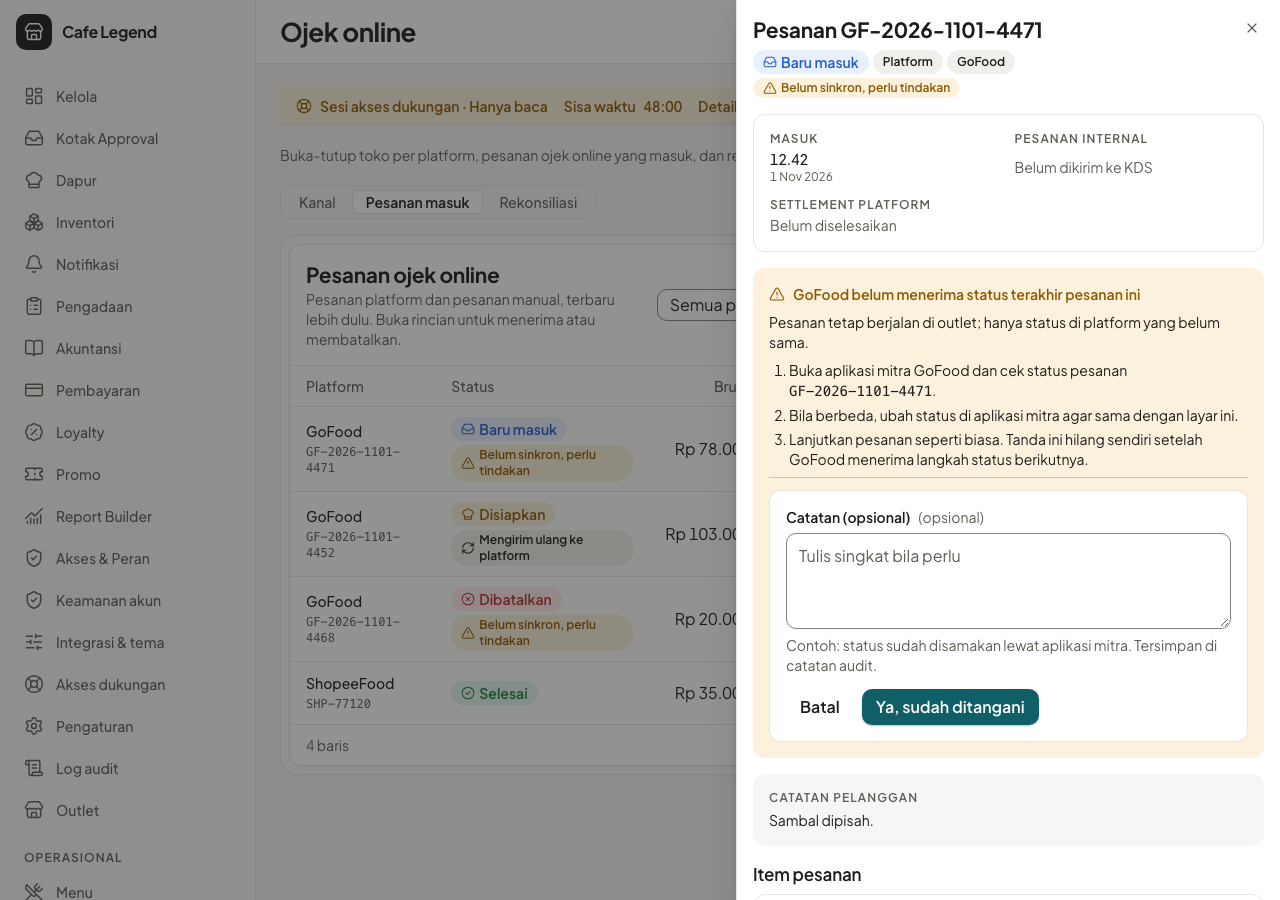 Cafe Legend
Kelola
Kotak Approval
Dapur
Inventori
Notifikasi
Pengadaan
Akuntansi
Pembayaran
Loyalty
Promo
Report Builder
Akses & Peran
Keamanan akun
Integrasi & tema
Akses dukungan
Pengaturan
Log audit
Outlet
OPERASIONAL
Menu
Ojek online
Sesi akses dukungan · Hanya baca Sisa waktu 48:00 Detail
Buka-tutup toko per platform, pesanan ojek online yang masuk, dan
Kanal Pesanan masuk Rekonsiliasi
Pesanan ojek online
Pesanan platform dan pesanan manual, terbaru
lebih dulu. Buka rincian untuk menerima atau
membatalkan.
Semua
Platform Status
GoFood
GF-2026-1101-
4471
Baru masuk
Belum sinkron, perlu
tindakan
Rp 78.00
GoFood
GF-2026-1101-
4452
Disiapkan
Mengirim ulang ke
platform
Rp 103.00
GoFood
GF-2026-1101-
4468
Dibatalkan
Belum sinkron, perlu
tindakan
Rp 20.00
ShopeeFood
SHP-77120
Selesai
Rp 35.00
4 baris
Pesanan GF-2026-1101-4471
Baru masuk Platform GoFood
Belum sinkron, perlu tindakan
MASUK
12.42
1 Nov 2026
PESANAN INTERNAL
Belum dikirim ke KDS
SETTLEMENT PLATFORM
Belum diselesaikan
GoFood belum menerima status terakhir pesanan ini
Pesanan tetap berjalan di outlet; hanya status di platform yang belum
sama.
1. Buka aplikasi mitra GoFood dan cek status pesanan
GF-2026-1101-4471.
2. Bila berbeda, ubah status di aplikasi mitra agar sama dengan layar ini.
3. Lanjutkan pesanan seperti biasa. Tanda ini hilang sendiri setelah
GoFood menerima langkah status berikutnya.
Catatan (opsional) (opsional)
Tulis singkat bila perlu
Contoh: status sudah disamakan lewat aplikasi mitra. Tersimpan di
catatan audit.
Batal Ya, sudah ditangani
CATATAN PELANGGAN
Sambal dipisah.
Item pesanan